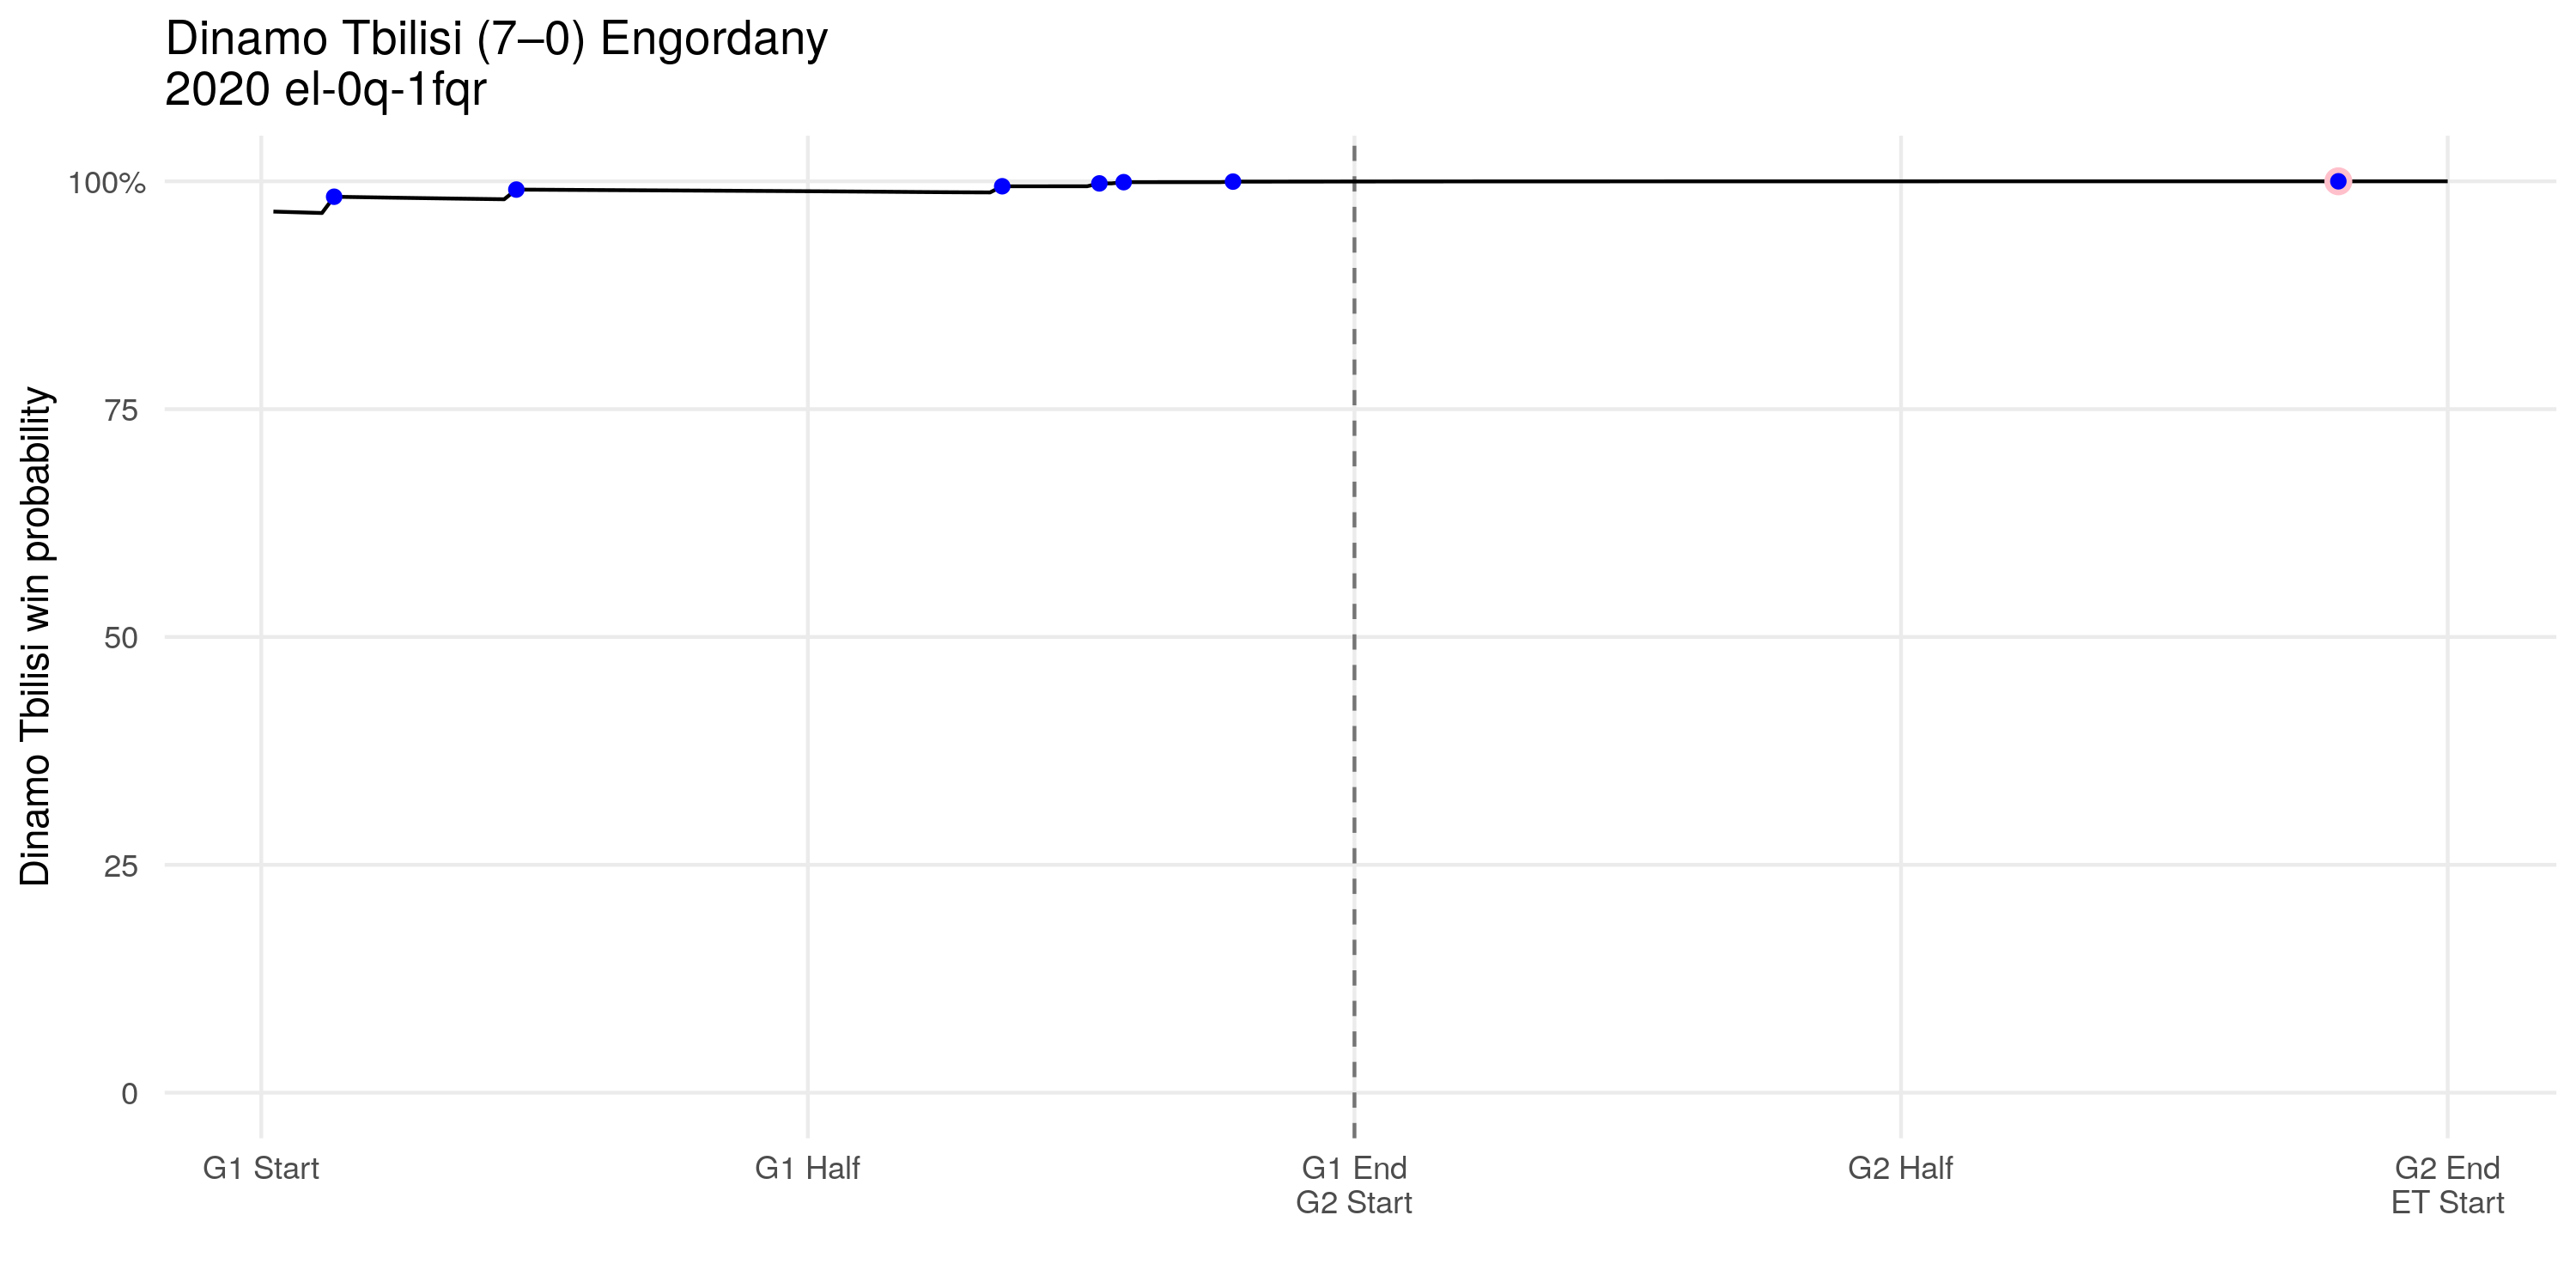 Dinamo Tbilisi (7–0) Engordany
2020 el-0q-1fqr
Dinamo Tbilisi win probability
100%
75
50
25
0
G1 Start
G1 Half
G1 End
G2 Start
G2 Half
G2 End
ET Start